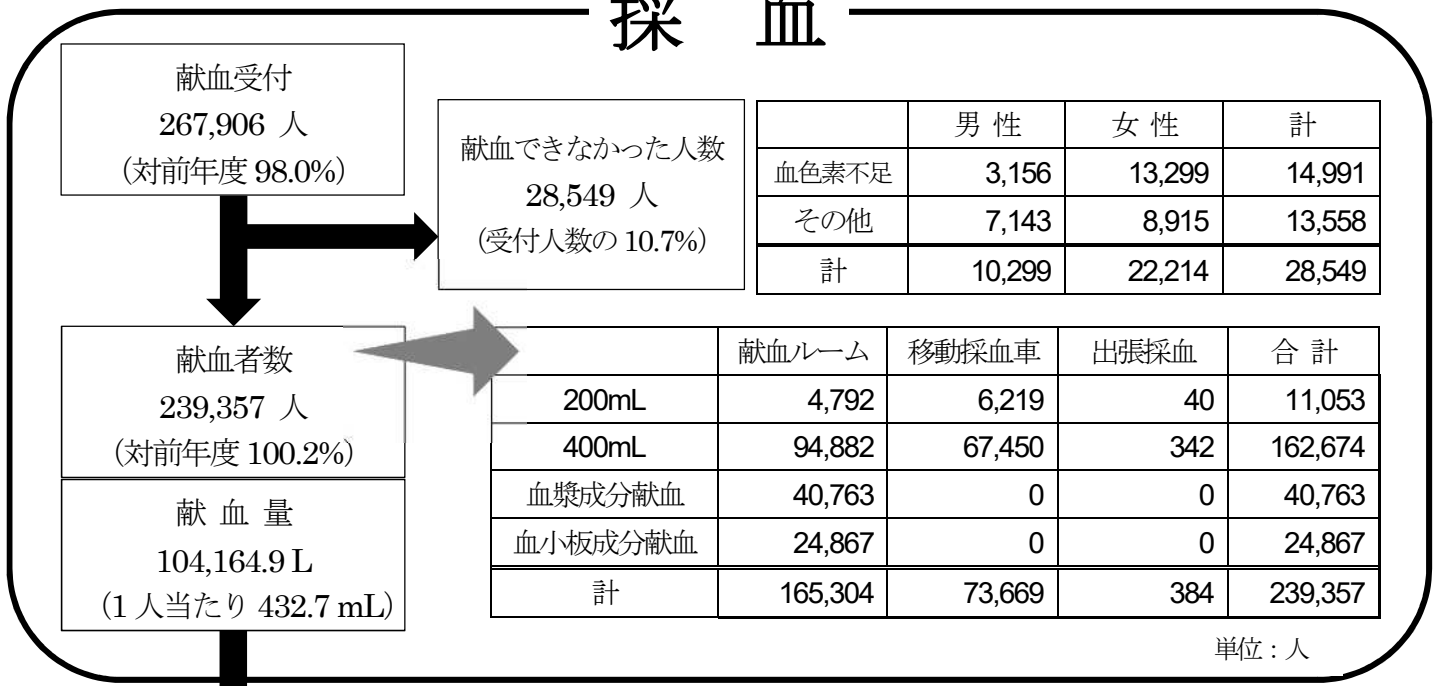 採 血
献血受付
267,906 人
(対前年度 98.0%)
献血できなかった人数
28,549 人
(受付人数の 10.7%)
男 性 女 性 計
血色素不足 3,156 13,299 14,991
その他 7,143 8,915 13,558
計 10,299 22,214 28,549
献血者数
239,357 人
(対前年度 100.2%)
献 血 量
104,164.9 L
(1 人当たり 432.7 mL)
献血ルーム 移動採血車 出張採血 合 計
200mL 4,792 6,219 40 11,053
400mL 94,882 67,450 342 162,674
血漿成分献血 40,763 0 0 40,763
血小板成分献血 24,867 0 0 24,867
計 165,304 73,669 384 239,357
単位：人